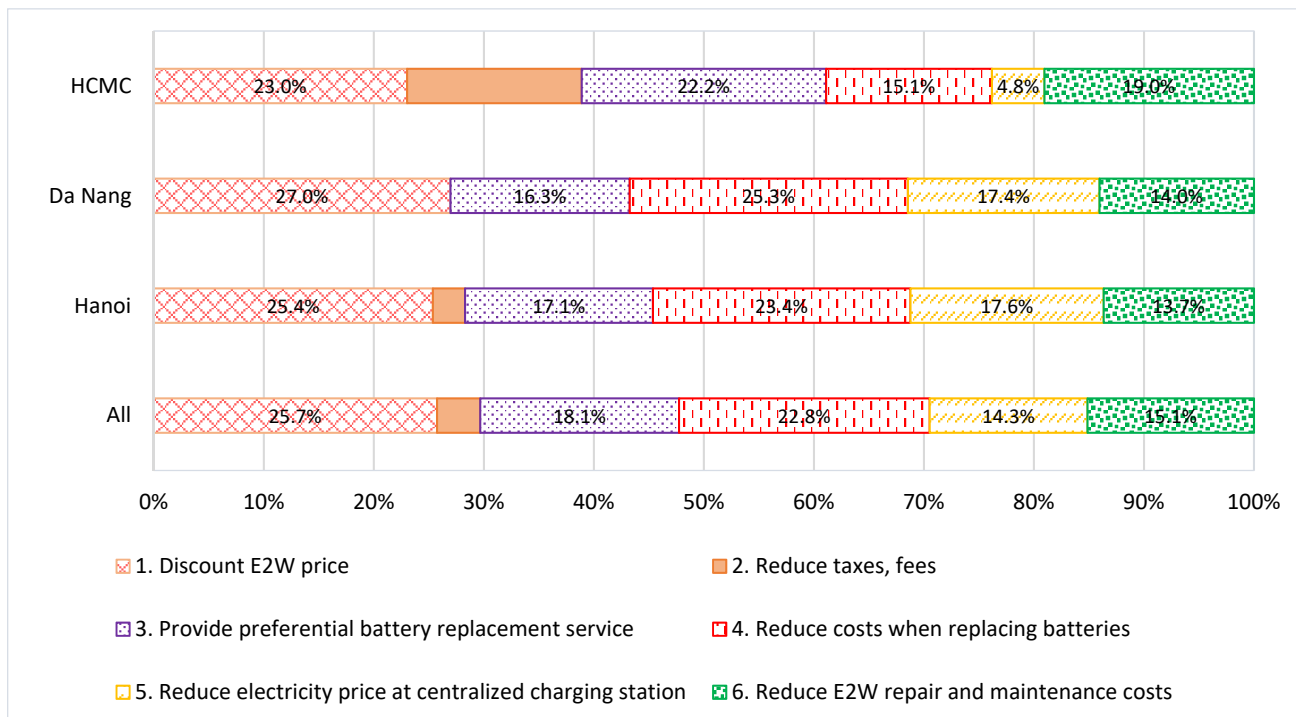 HCMC 23.0% 22.2% 15.1% 4.8% 19.0%
Da Nang 27.0% 16.3% 25.3% 17.4% 14.0%
Hanoi 25.4% 17.1% 23.4% 17.6% 13.7%
All 25.7% 18.1% 22.8% 14.3% 15.1%
0% 10% 20% 30% 40% 50% 60% 70% 80% 90% 100%
1. Discount E2W price 2. Reduce taxes, fees
3. Provide preferential battery replacement service 4. Reduce costs when replacing batteries
5. Reduce electricity price at centralized charging station 6. Reduce E2W repair and maintenance costs